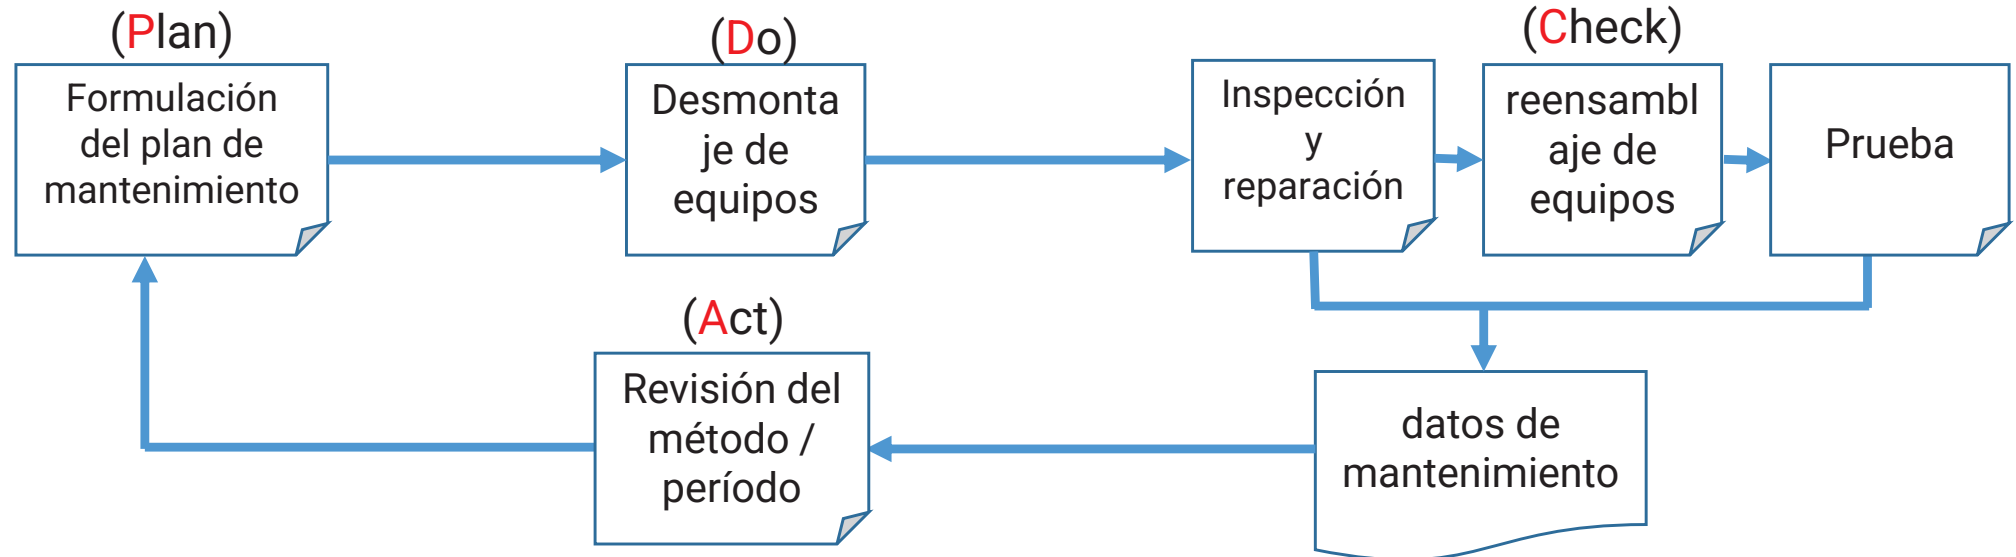 (Plan)
Formulación
del plan de
mantenimiento
(Do)
Desmonta
je de
equipos
Inspección
y
reparación
(Check)
reensambl
aje de
equipos
Prueba
(Act)
Revisión del
método /
período
datos de
mantenimiento